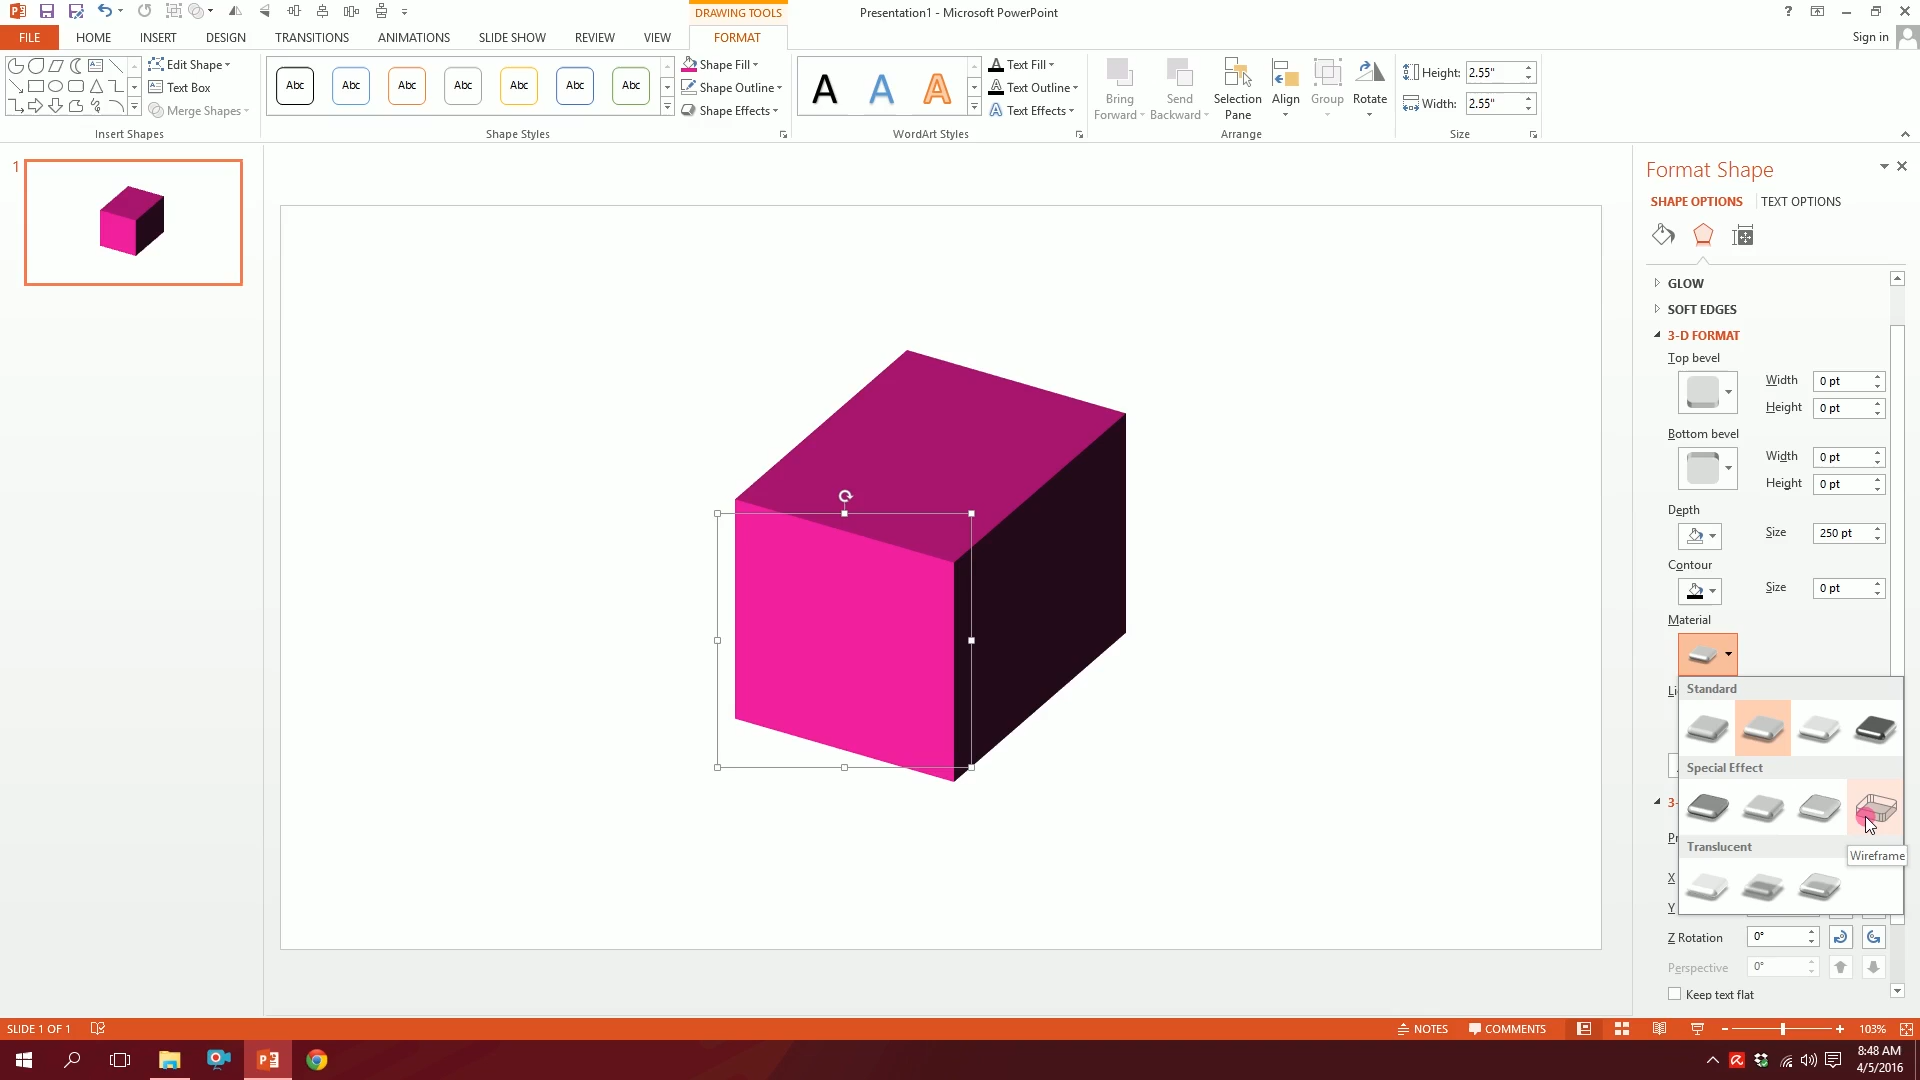 DRAWING TOOLS
Presentation1 - Microsoft PowerPoint
?
FILE HOME INSERT DESIGN TRANSITIONS ANIMATIONS SLIDE SHOW REVIEW VIEW FORMAT
Sign in
Edit Shape
Text Box
Merge Shapes
Insert Shapes
Abc Abc Abc Abc Abc Abc Abc
Shape Fill
Shape Outline
Shape Effects
Shape Styles
A A A
Text Fill
Text Outline
Text Effects
WordArt Styles
Bring Forward
Send Backward
Selection Pane
Align
Group
Rotate
Arrange
Height: 2.55"
Width: 2.55"
Size
1
Format Shape
SHAPE OPTIONS TEXT OPTIONS
GLOW
SOFT EDGES
3-D FORMAT
Top bevel
Width 0 pt
Height 0 pt
Bottom bevel
Width 0 pt
Height 0 pt
Depth
Size 250 pt
Contour
Size 0 pt
Material
Standard
Special Effect
Translucent
Wireframe
X
Y
Z Rotation 0°
Perspective 0°
Keep text flat
SLIDE 1 OF 1
NOTES COMMENTS 103%
8:48 AM
4/5/2016